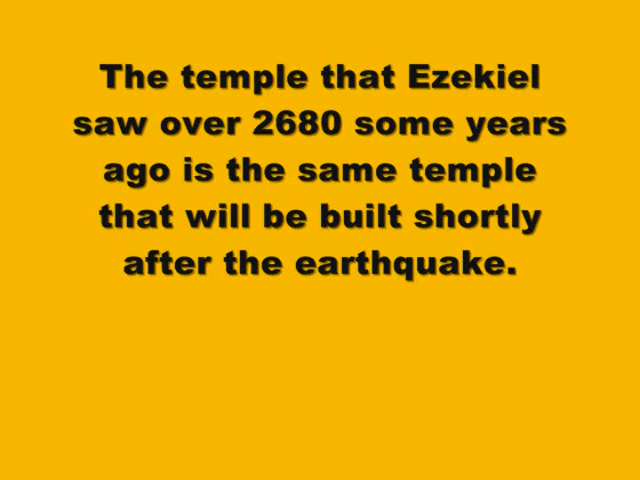 The temple that Ezekiel
saw over 2680 some years
ago is the same temple
that will be built shortly
after the earthquake.